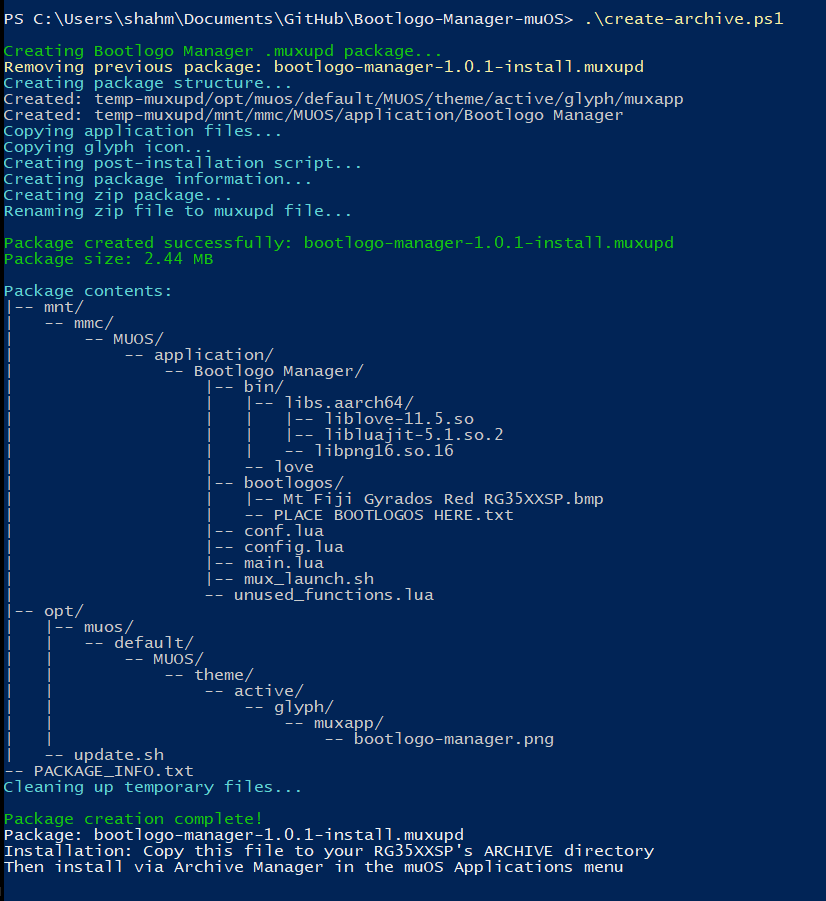 PS C:\Users\shahm\Documents\GitHub\Bootlogo-Manager-muOS> .\create-archive.ps1
Creating Bootlogo Manager .muxupd package...
Removing previous package: bootlogo-manager-1.0.1-install.muxupd
Creating package structure...
Created: temp-muxupd/opt/muos/default/MUOS/theme/active/glyph/muxapp
Created: temp-muxupd/mnt/mmc/MUOS/application/Bootlogo Manager
Copying application files...
Copying glyph icon...
Creating post-installation script...
Creating package information...
Creating zip package...
Renaming zip file to muxupd file...
Package created successfully: bootlogo-manager-1.0.1-install.muxupd
Package size: 2.44 MB
Package contents:
|-- mnt/
|   -- mmc/
|       -- MUOS/
|           -- application/
|               -- Bootlogo Manager/
|                   |-- bin/
|                   |   |-- libs.aarch64/
|                   |   |   |-- liblove-11.5.so
|                   |   |   |-- libluajit-5.1.so.2
|                   |   |   -- libpng16.so.16
|                   |   -- love
|                   |-- bootlogos/
|                   |   |-- Mt Fiji Gyrados Red RG35XXSP.bmp
|                   |   -- PLACE BOOTLOGOS HERE.txt
|                   |-- conf.lua
|                   |-- config.lua
|                   |-- main.lua
|                   |-- mux_launch.sh
|                   -- unused_functions.lua
|-- opt/
|   |-- muos/
|   |   -- default/
|   |       -- MUOS/
|   |           -- theme/
|   |               -- active/
|   |                   -- glyph/
|   |                       -- muxapp/
|   |                           -- bootlogo-manager.png
|   -- update.sh
-- PACKAGE_INFO.txt
Cleaning up temporary files...
Package creation complete!
Package: bootlogo-manager-1.0.1-install.muxupd
Installation: Copy this file to your RG35XXSP's ARCHIVE directory
Then install via Archive Manager in the muOS Applications menu